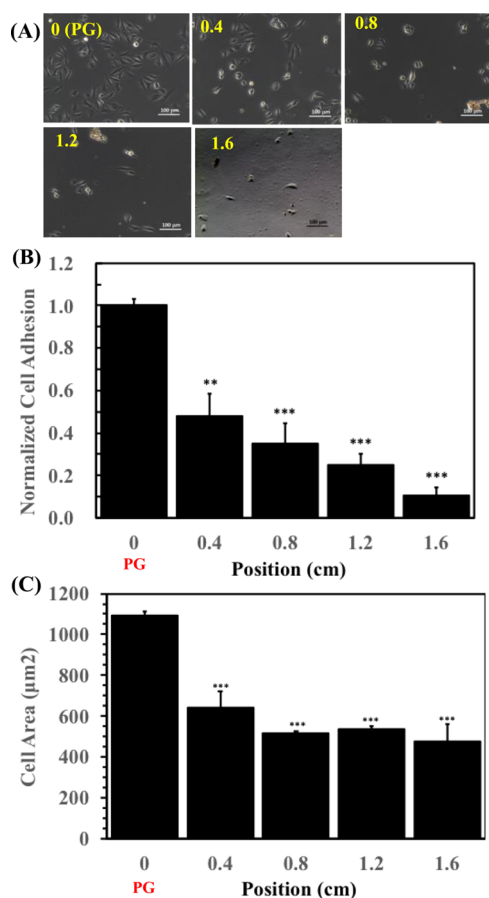 (A)
0 (PG)
0.4
0.8
100 µm
100 µm
100 µm
1.2
1.6
100 µm
100 µm
(B)
Normalized Cell Adhesion
1.2
1.0
0.8
0.6
0.4
0.2
0.0
**
***
***
***
0
0.4
0.8
1.2
1.6
PG
Position (cm)
(C)
Cell Area (µm2)
1200
1000
800
600
400
200
0
***
***
***
***
0
0.4
0.8
1.2
1.6
PG
Position (cm)